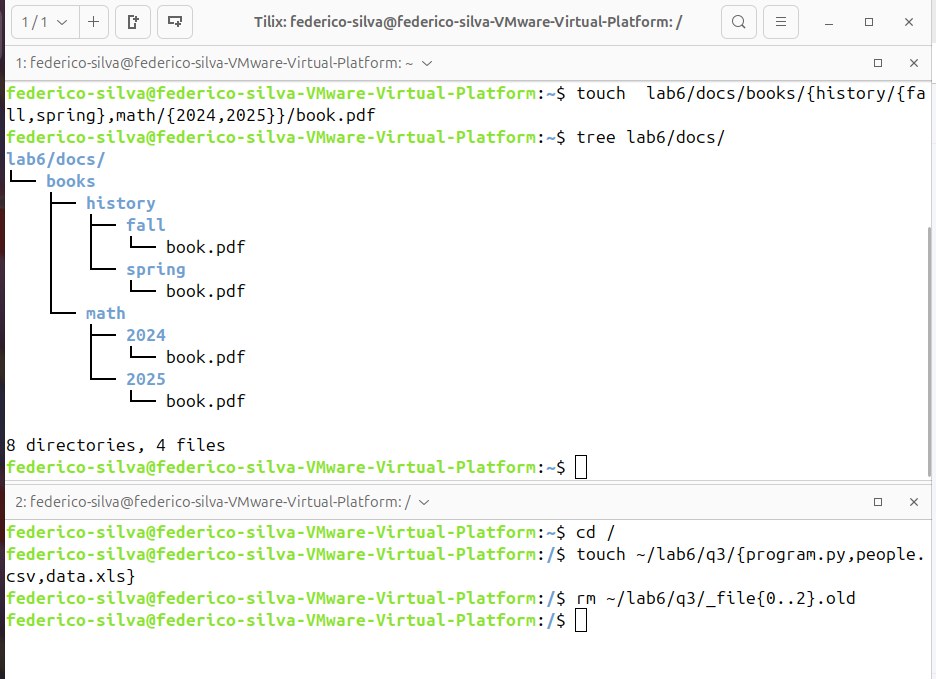 1 / 1
Tilix: federico-silva@federico-silva-VMware-Virtual-Platform: /
1: federico-silva@federico-silva-VMware-Virtual-Platform: ~
federico-silva@federico-silva-VMware-Virtual-Platform:~$ touch  lab6/docs/books/{history/{fa
ll,spring},math/{2024,2025}}/book.pdf
federico-silva@federico-silva-VMware-Virtual-Platform:~$ tree lab6/docs/
lab6/docs/
└── books
    ├── history
    │   ├── fall
    │   │   └── book.pdf
    │   └── spring
    │       └── book.pdf
    └── math
        ├── 2024
        │   └── book.pdf
        └── 2025
            └── book.pdf
8 directories, 4 files
federico-silva@federico-silva-VMware-Virtual-Platform:~$
2: federico-silva@federico-silva-VMware-Virtual-Platform: /
federico-silva@federico-silva-VMware-Virtual-Platform:~$ cd /
federico-silva@federico-silva-VMware-Virtual-Platform:/$ touch ~/lab6/q3/{program.py,people.
csv,data.xls}
federico-silva@federico-silva-VMware-Virtual-Platform:/$ rm ~/lab6/q3/_file{0..2}.old
federico-silva@federico-silva-VMware-Virtual-Platform:/$